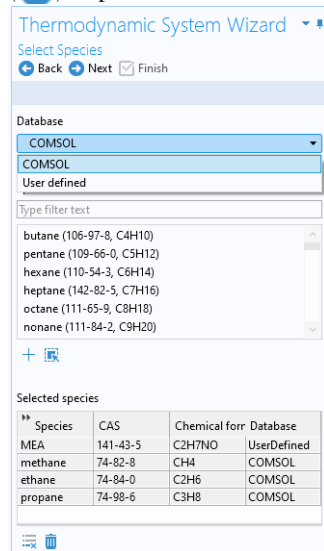 Thermodynamic System Wizard
Select Species
Back Next Finish
Database
COMSOL
COMSOL
User defined
Type filter text
butane (106-97-8, C4H10)
pentane (109-66-0, C5H12)
hexane (110-54-3, C6H14)
heptane (142-82-5, C7H16)
octane (111-65-9, C8H18)
nonane (111-84-2, C9H20)
Selected species
Species CAS Chemical forr Database
MEA 141-43-5 C2H7NO UserDefined
methane 74-82-8 CH4 COMSOL
ethane 74-84-0 C2H6 COMSOL
propane 74-98-6 C3H8 COMSOL